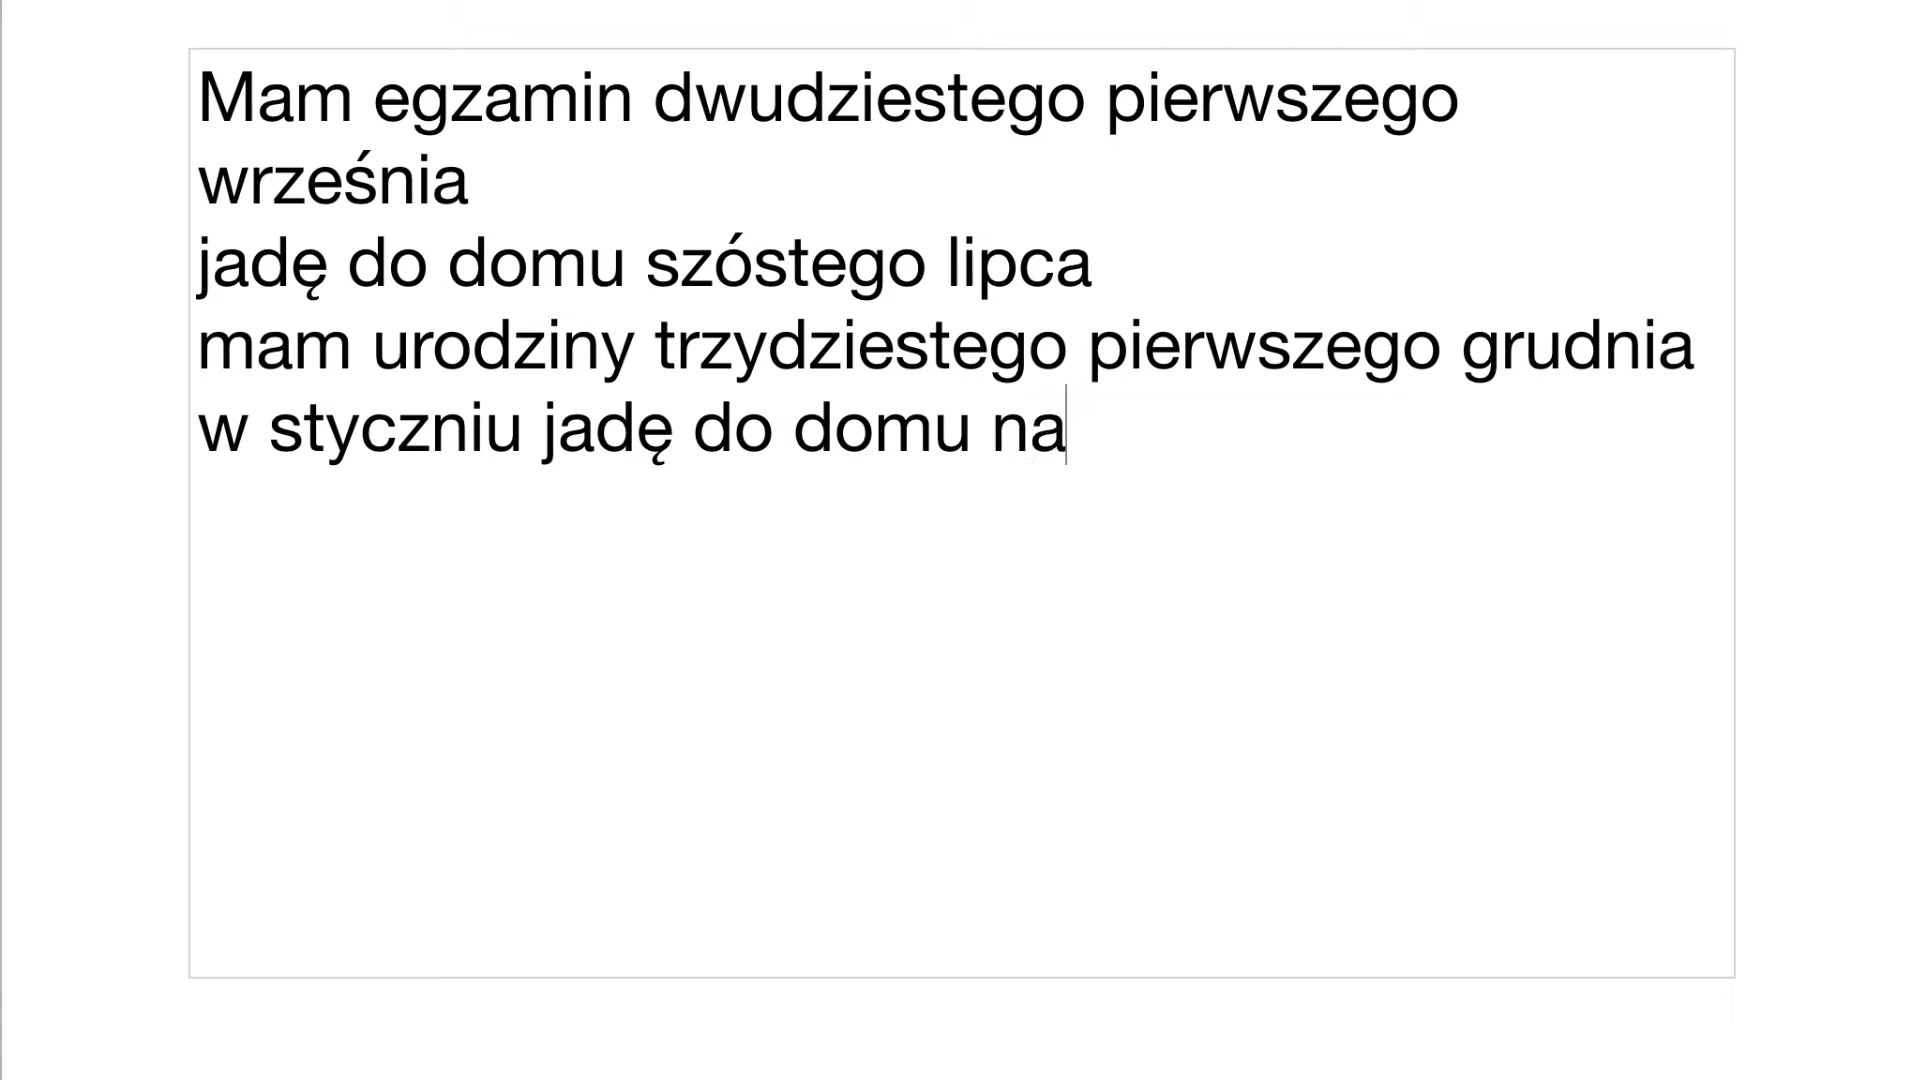 Mam egzamin dwudziestego pierwszego
września
jadę do domu szóstego lipca
mam urodziny trzydziestego pierwszego grudnia
w styczniu jadę do domu na